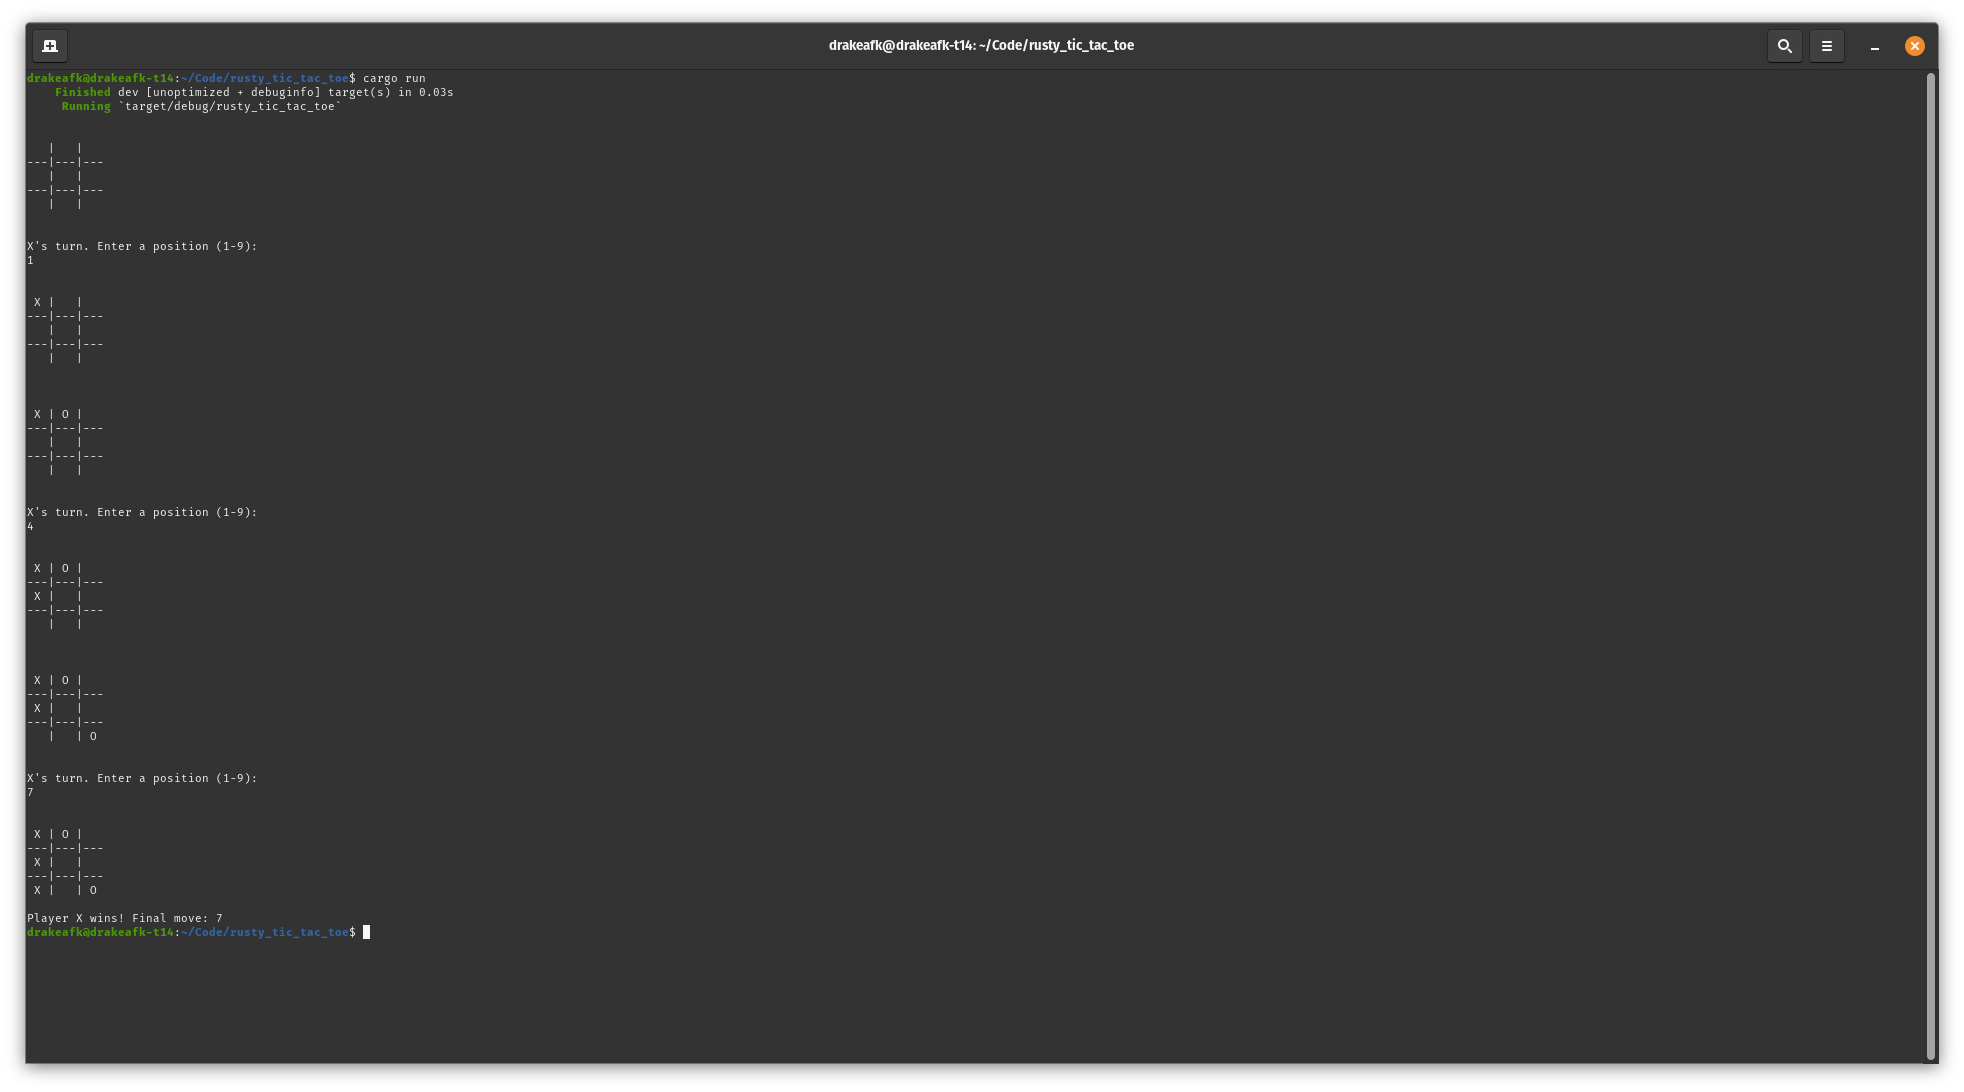 drakeafk@drakeafk-t14: ~/Code/rusty_tic_tac_toe
drakeafk@drakeafk-t14:~/Code/rusty_tic_tac_toe$ cargo run
    Finished dev [unoptimized + debuginfo] target(s) in 0.03s
     Running `target/debug/rusty_tic_tac_toe`
   |   |
---|---|---
   |   |
---|---|---
   |   |
X's turn. Enter a position (1-9):
1
 X |   |
---|---|---
   |   |
---|---|---
   |   |
 X | O |
---|---|---
   |   |
---|---|---
   |   |
X's turn. Enter a position (1-9):
4
 X | O |
---|---|---
 X |   |
---|---|---
   |   |
 X | O |
---|---|---
 X |   |
---|---|---
   |   | O
X's turn. Enter a position (1-9):
7
 X | O |
---|---|---
 X |   |
---|---|---
 X |   | O
Player X wins! Final move: 7
drakeafk@drakeafk-t14:~/Code/rusty_tic_tac_toe$